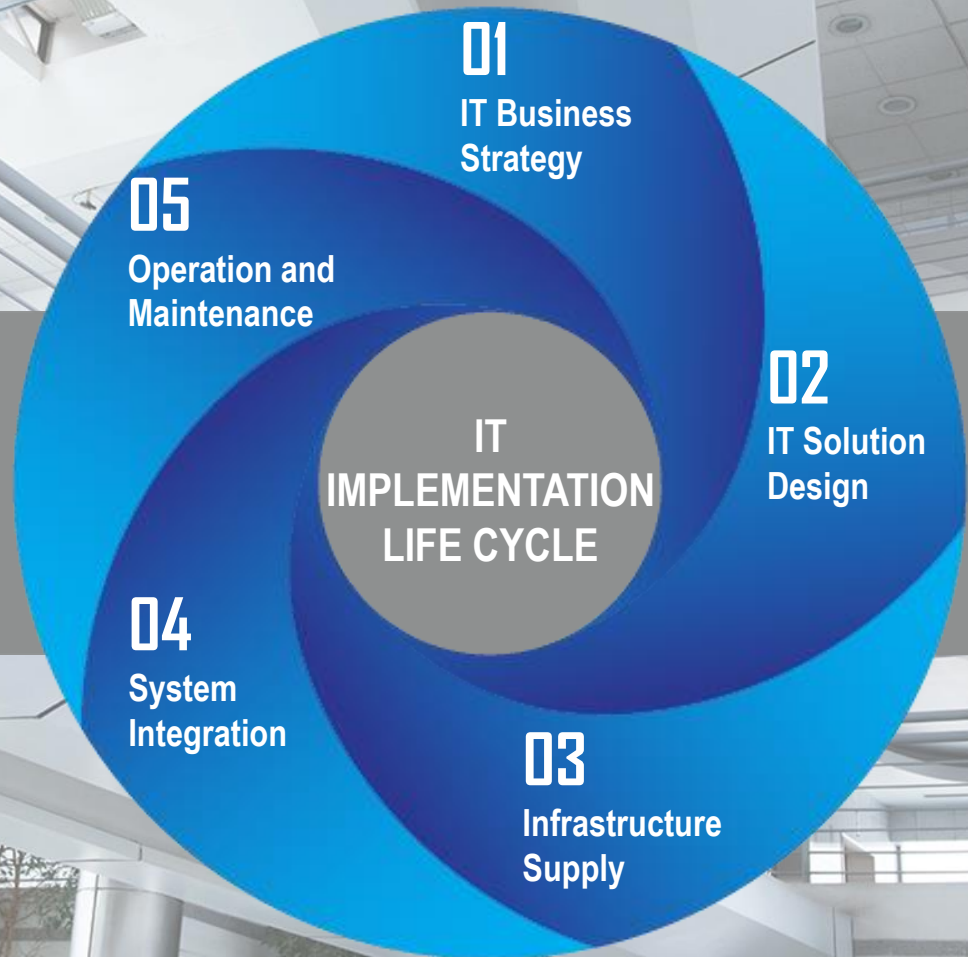 01
IT Business
Strategy
02
IT Solution
Design
03
Infrastructure
Supply
04
System
Integration
05
Operation and
Maintenance
IT
IMPLEMENTATION
LIFE CYCLE